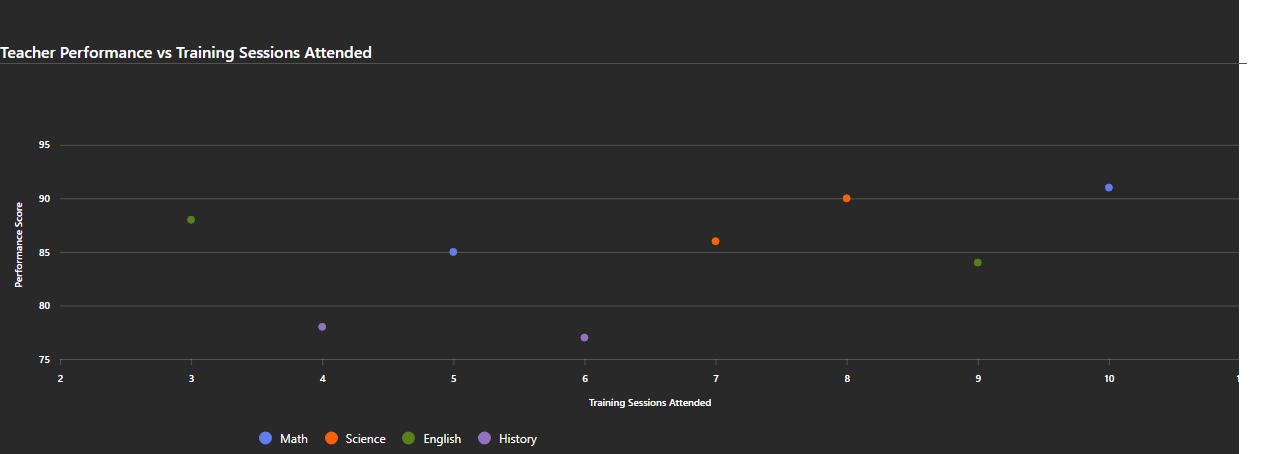 Teacher Performance vs Training Sessions Attended
95
90
85
80
75
Performance Score
2 3 4 5 6 7 8 9 10
Training Sessions Attended
Math Science English History